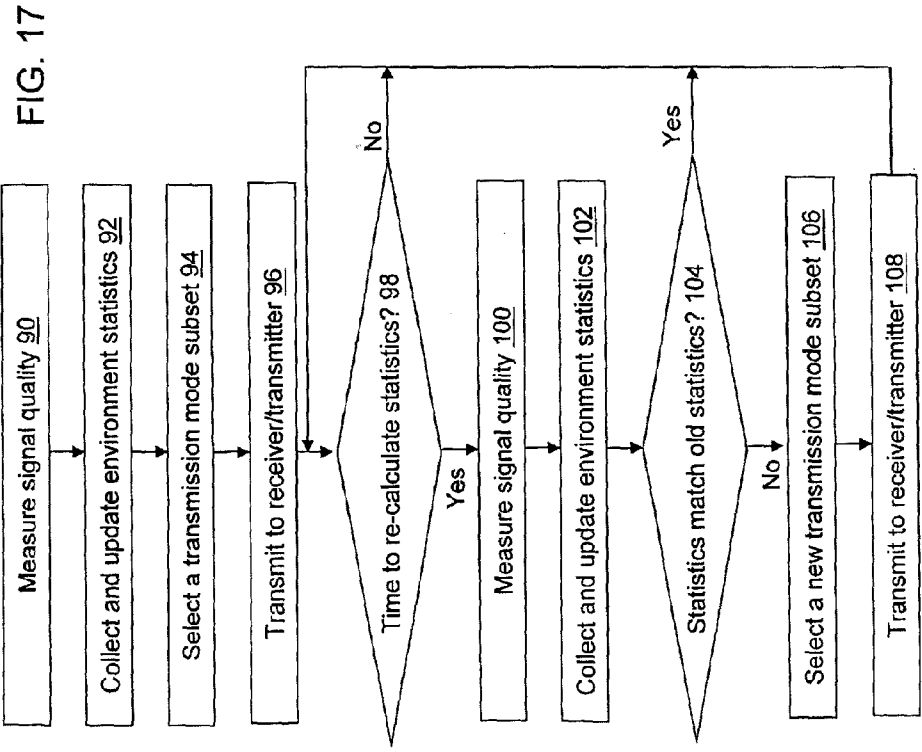 FIG. 17
Measure signal quality 90
Collect and update environment statistics 92
Select a transmission mode subset 94
Transmit to receiver/transmitter 96
Time to re-calculate statistics? 98
No
Yes
Measure signal quality 100
Collect and update environment statistics 102
Statistics match old statistics? 104
Yes
No
Select a new transmission mode subset 106
Transmit to receiver/transmitter 108